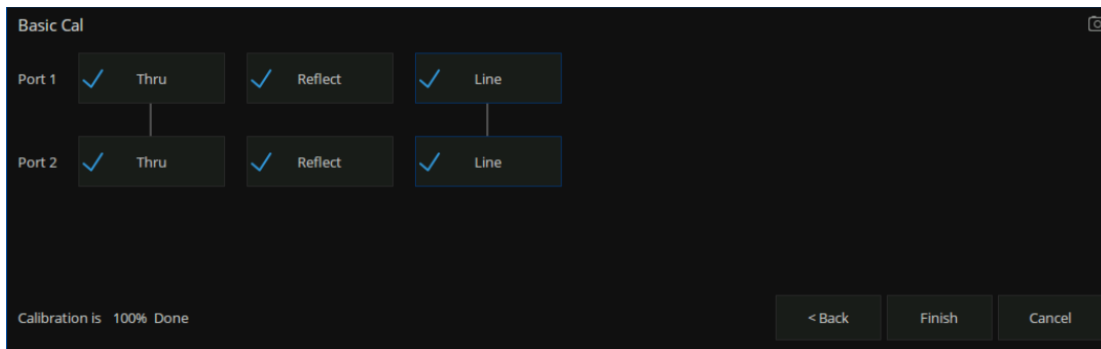 Basic Cal
Port 1 Thru Reflect Line
Port 2 Thru Reflect Line
Calibration is 100% Done < Back Finish Cancel